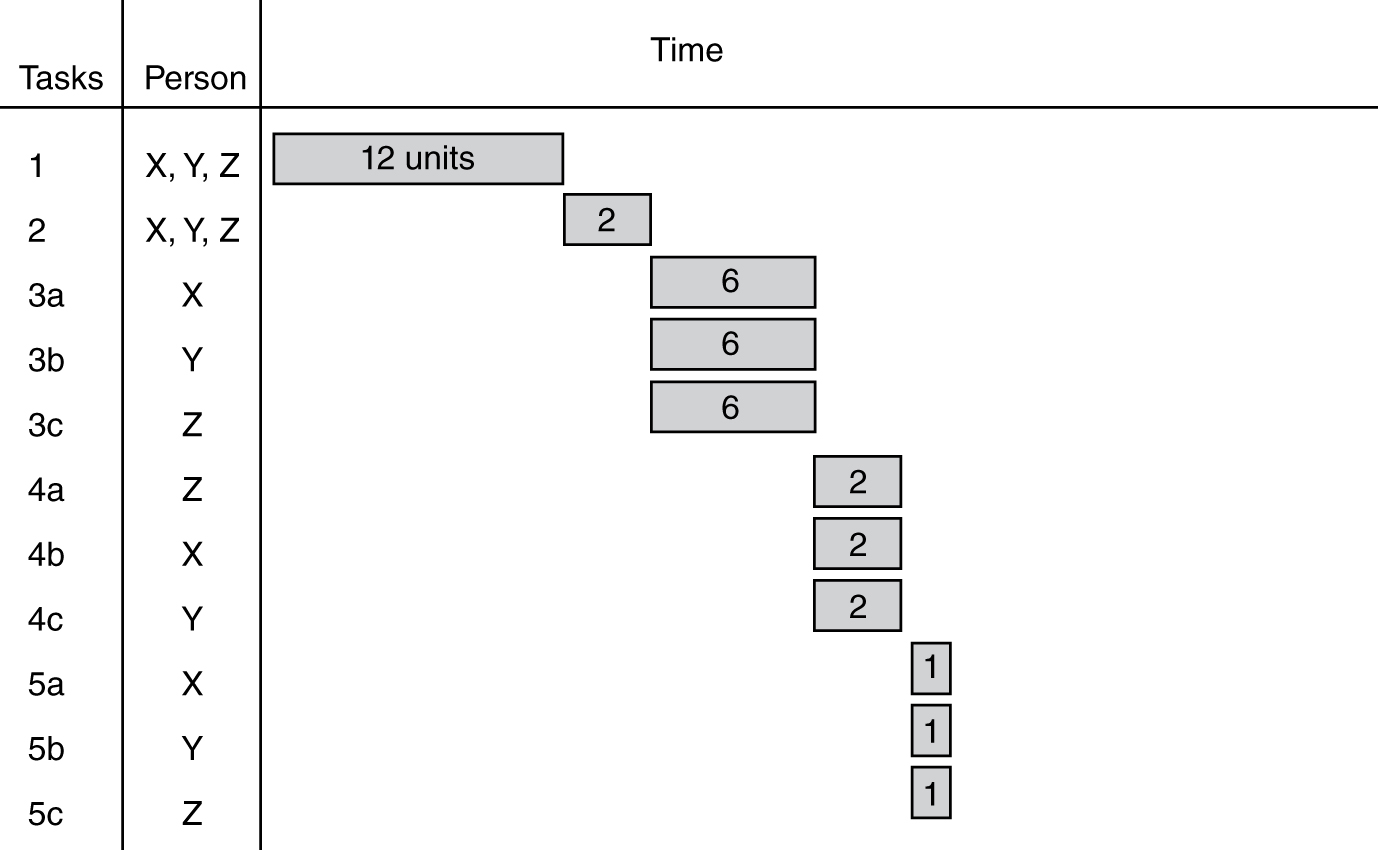 Time
Tasks Person
1 X, Y, Z 12 units
2 X, Y, Z 2
3a X 6
3b Y 6
3c Z 6
4a Z 2
4b X 2
4c Y 2
5a X 1
5b Y 1
5c Z 1